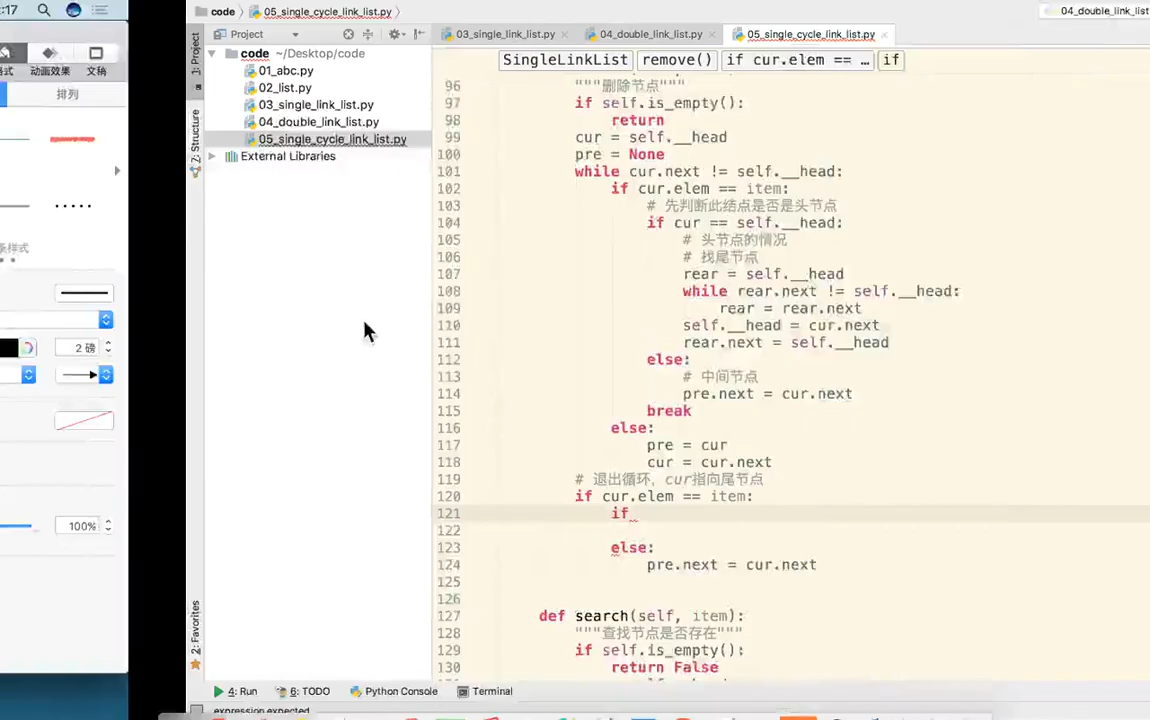 :17
格式
动画效果
文稿
排列
条样式
2 磅
100%
code
05_single_cycle_link_list.py
04_double_link_list
Project
03_single_link_list.py
04_double_link_list.py
05_single_cycle_link_list.py
1: Project
7: Structure
2: Favorites
code ~/Desktop/code
01_abc.py
02_list.py
03_single_link_list.py
04_double_link_list.py
05_single_cycle_link_list.py
External Libraries
SingleLinkList
remove()
if cur.elem == …
if
96 """删除节点"""
97 if self.is_empty():
98 return
99 cur = self.__head
100 pre = None
101 while cur.next != self.__head:
102 if cur.elem == item:
103 # 先判断此结点是否是头节点
104 if cur == self.__head:
105 # 头节点的情况
106 # 找尾节点
107 rear = self.__head
108 while rear.next != self.__head:
109 rear = rear.next
110 self.__head = cur.next
111 rear.next = self.__head
112 else:
113 # 中间节点
114 pre.next = cur.next
115 break
116 else:
117 pre = cur
118 cur = cur.next
119 # 退出循环，cur指向尾节点
120 if cur.elem == item:
121 if
122
123 else:
124 pre.next = cur.next
125
126
127 def search(self, item):
128 """查找节点是否存在"""
129 if self.is_empty():
130 return False
4: Run
6: TODO
Python Console
Terminal
expression expected